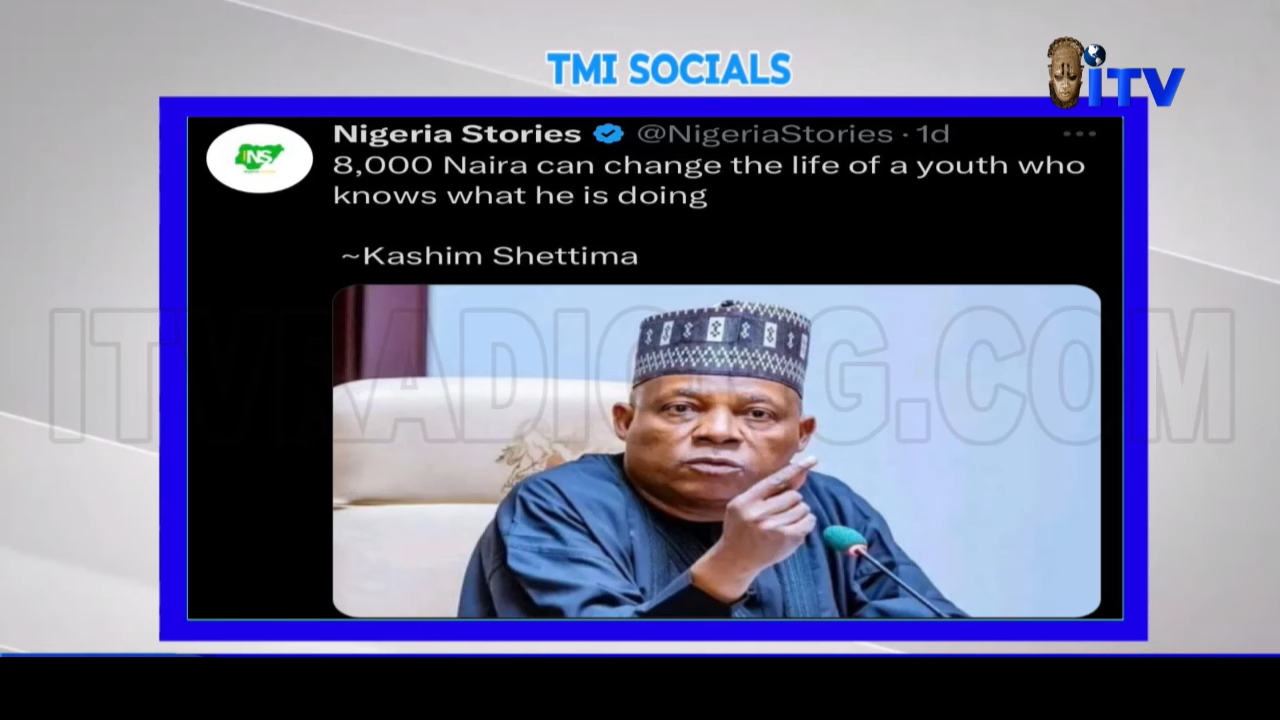 TMI SOCIALS
iTV
NS
Nigeria Stories @NigeriaStories · 1d
8,000 Naira can change the life of a youth who
knows what he is doing
~Kashim Shettima
ITVRADIONG.COM